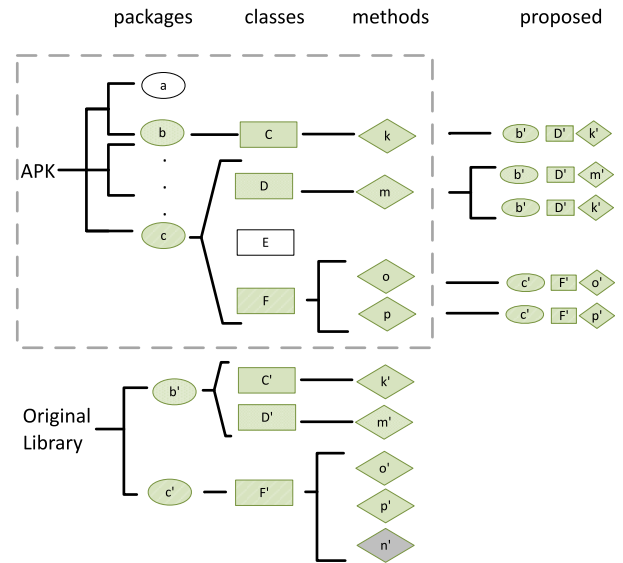 packages classes methods proposed
a
b C k b' D' k'
APK
D m b' D' m'
b' D' k'
c E
o c' F' o'
F p c' F' p'
b' C' k'
D' m'
Original
Library
o'
c' F' p'
n'